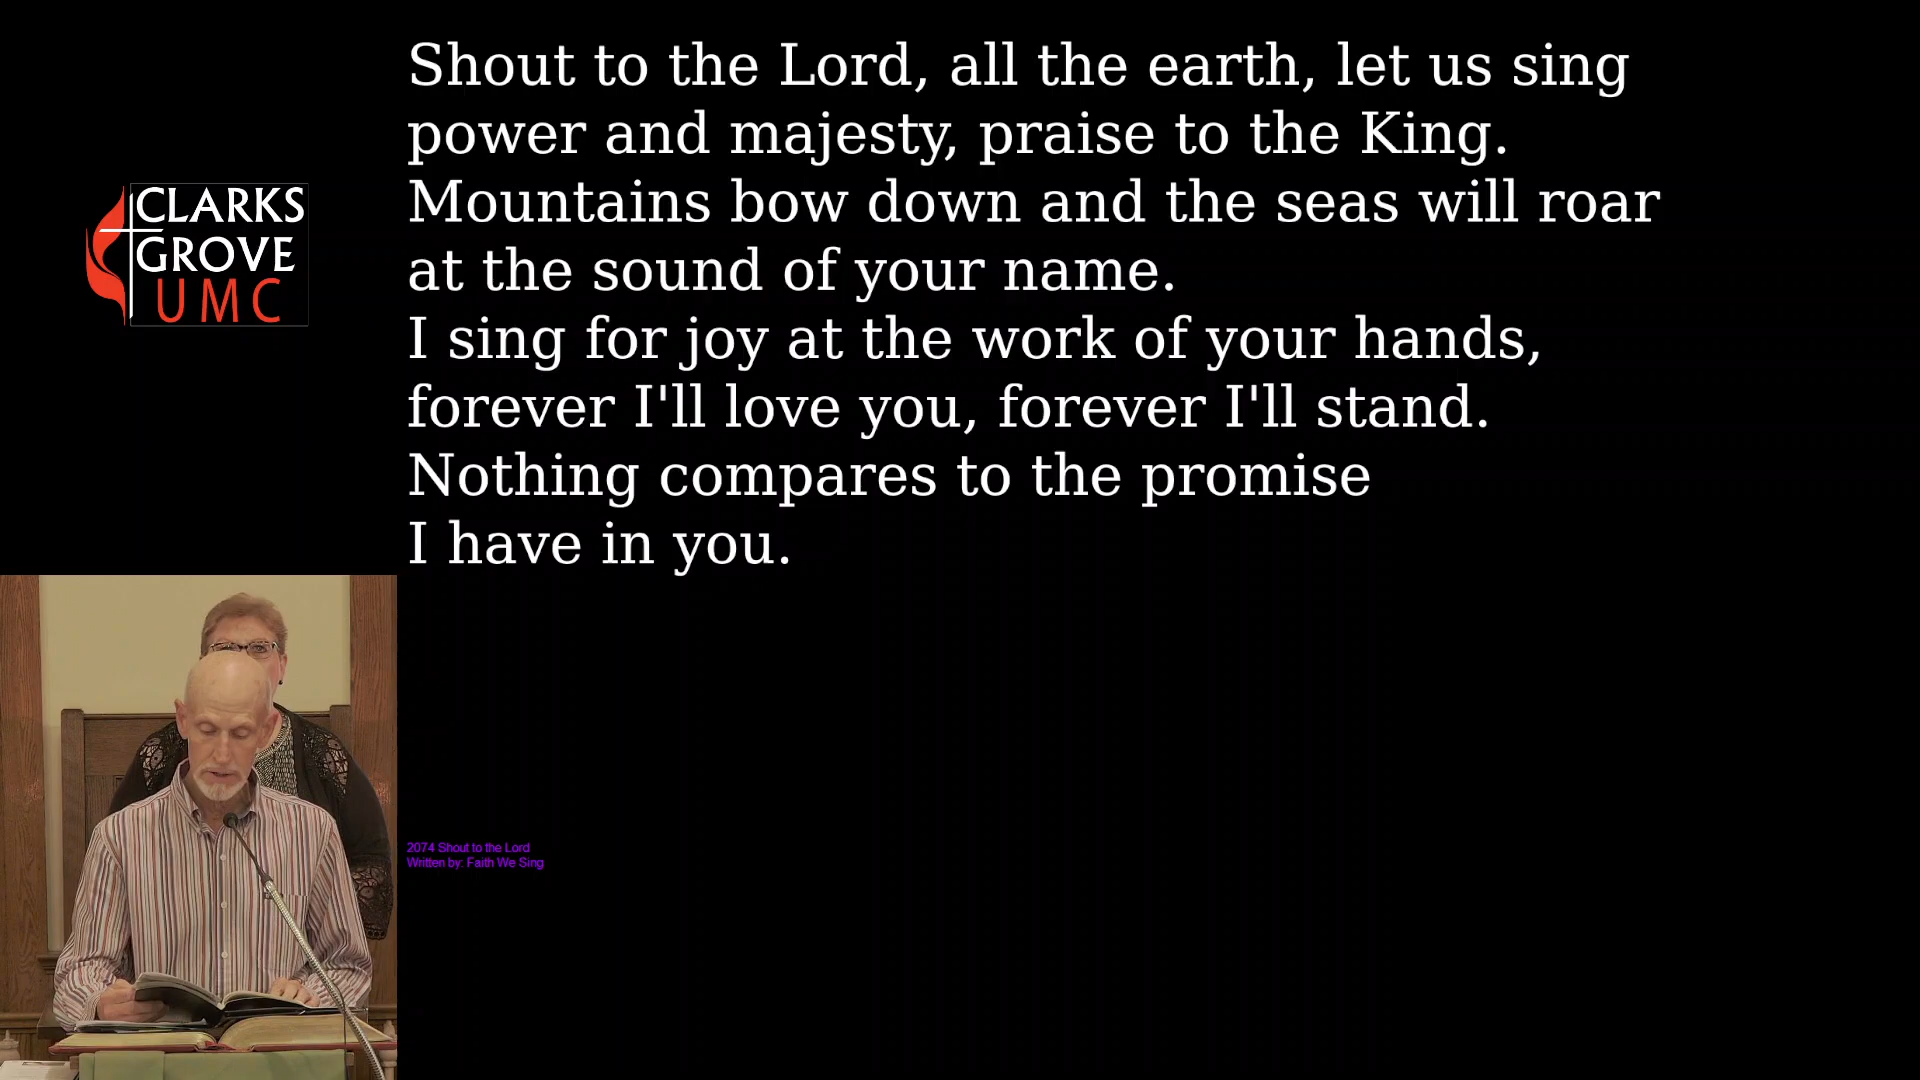 CLARKS
GROVE
UMC
Shout to the Lord, all the earth, let us sing
power and majesty, praise to the King.
Mountains bow down and the seas will roar
at the sound of your name.
I sing for joy at the work of your hands,
forever I'll love you, forever I'll stand.
Nothing compares to the promise
I have in you.
2074 Shout to the Lord
Written by: Faith We Sing